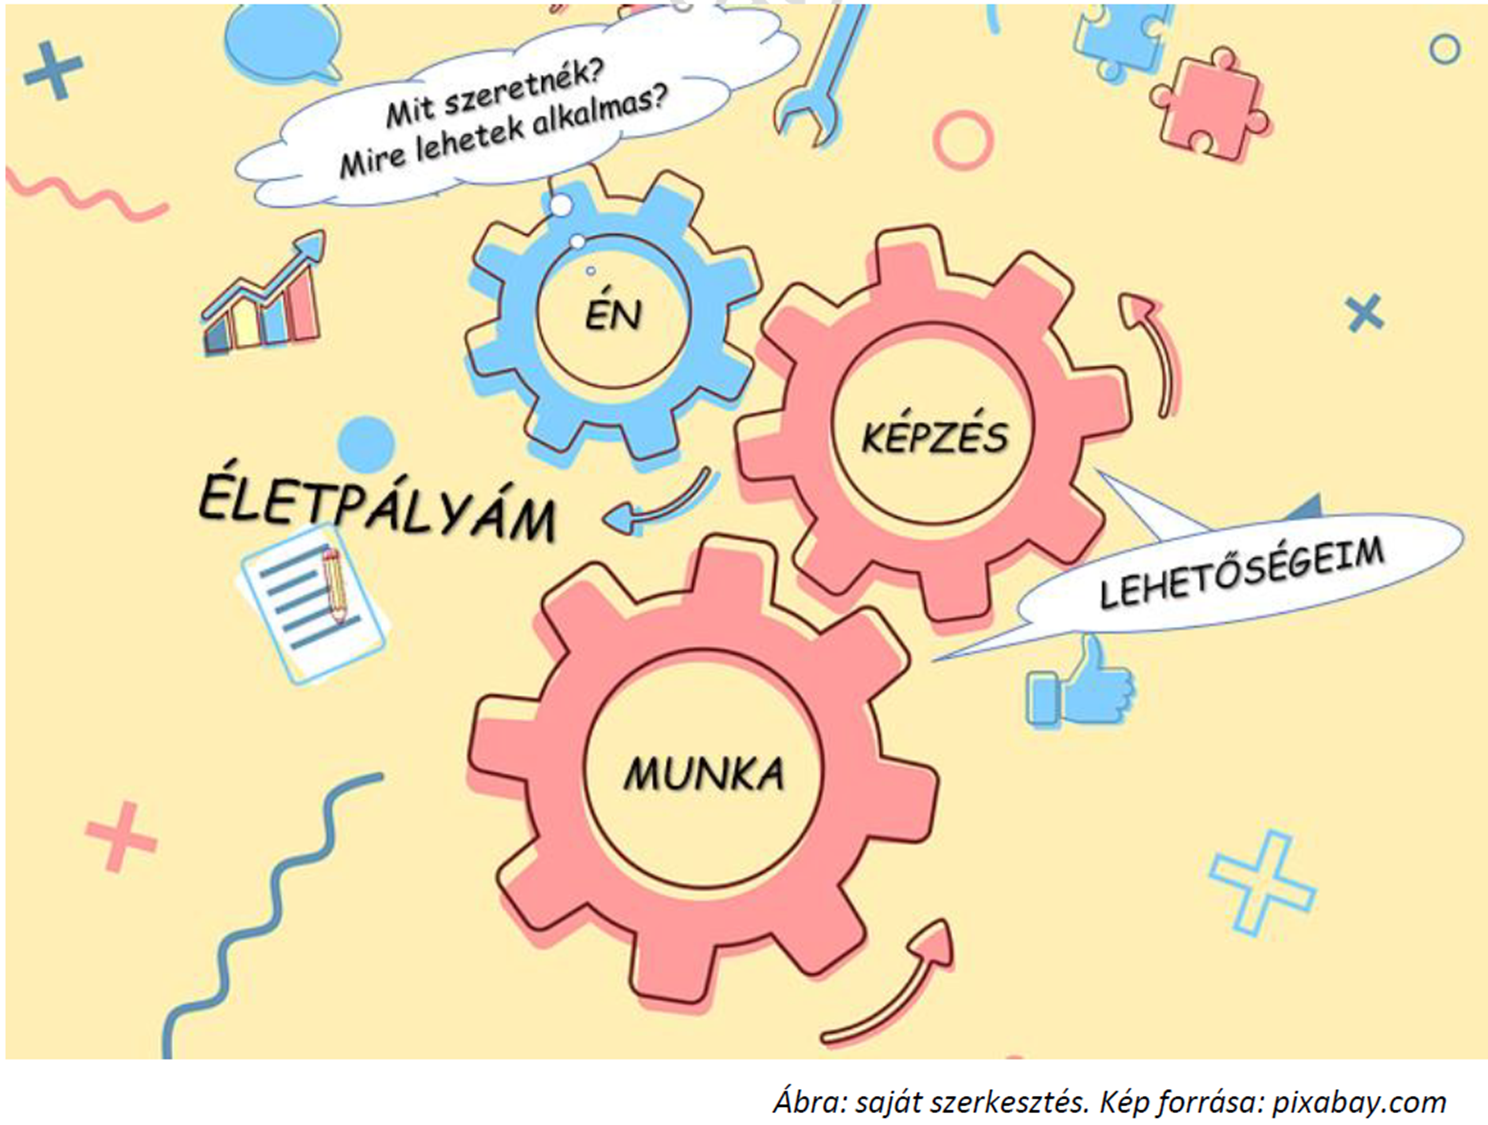 Mit szeretnék?
Mire lehetek alkalmas?
ÉN
KÉPZÉS
ÉLETPÁLYÁM
LEHETŐSÉGEIM
MUNKA
Ábra: saját szerkesztés. Kép forrása: pixabay.com